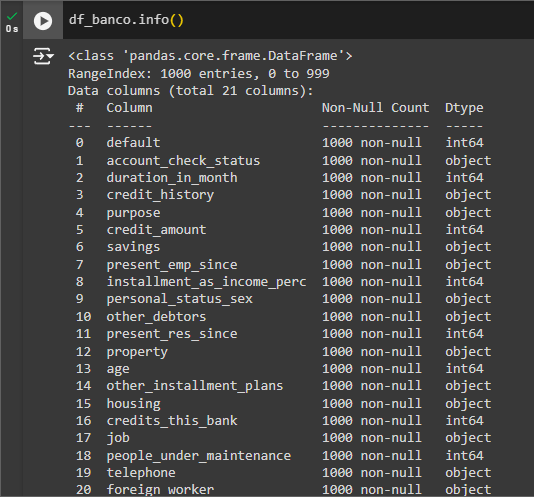 df_banco.info()
0s
<class 'pandas.core.frame.DataFrame'>
RangeIndex: 1000 entries, 0 to 999
Data columns (total 21 columns):
 #   Column                      Non-Null Count  Dtype
---  ------                      --------------  -----
 0   default                     1000 non-null   int64
 1   account_check_status        1000 non-null   object
 2   duration_in_month           1000 non-null   int64
 3   credit_history              1000 non-null   object
 4   purpose                     1000 non-null   object
 5   credit_amount               1000 non-null   int64
 6   savings                     1000 non-null   object
 7   present_emp_since           1000 non-null   object
 8   installment_as_income_perc  1000 non-null   int64
 9   personal_status_sex         1000 non-null   object
 10  other_debtors               1000 non-null   object
 11  present_res_since           1000 non-null   int64
 12  property                    1000 non-null   object
 13  age                         1000 non-null   int64
 14  other_installment_plans     1000 non-null   object
 15  housing                     1000 non-null   object
 16  credits_this_bank           1000 non-null   int64
 17  job                         1000 non-null   object
 18  people_under_maintenance    1000 non-null   int64
 19  telephone                   1000 non-null   object
 20  foreign_worker              1000 non-null   object